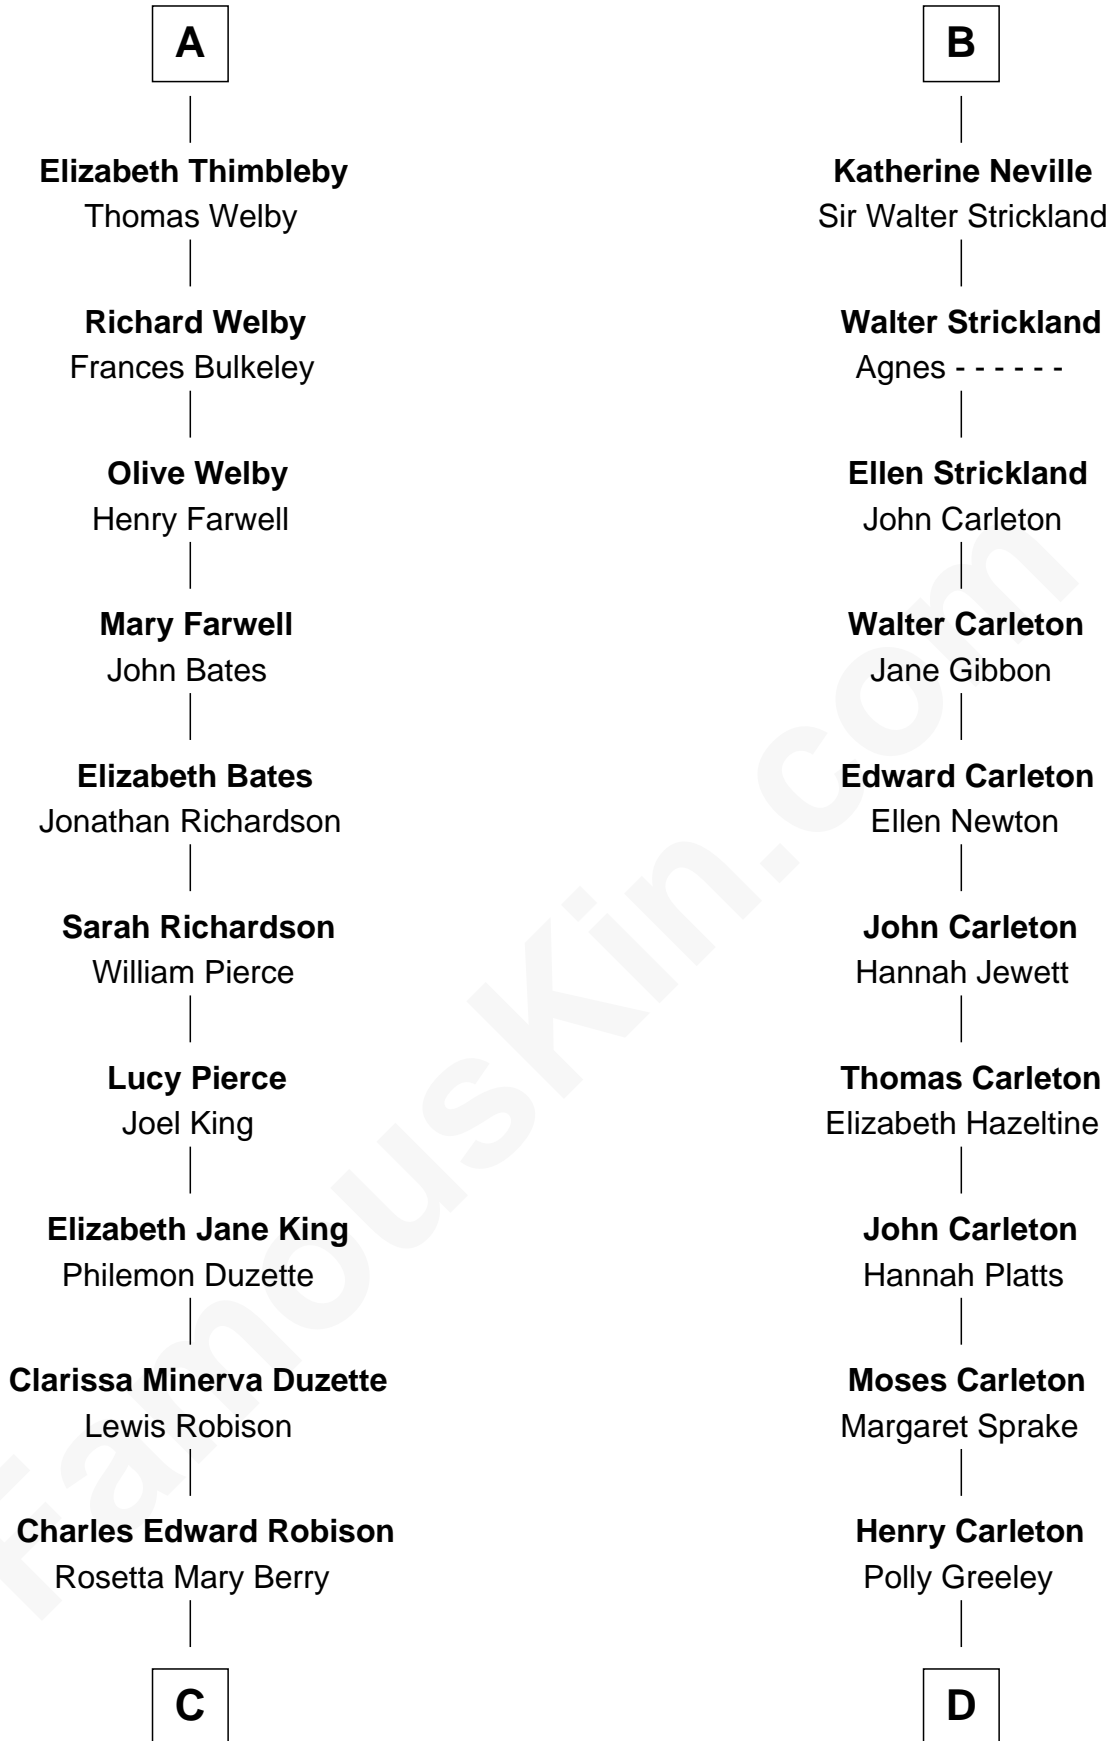 A
Elizabeth Thimbleby
Thomas Welby
Richard Welby
Frances Bulkeley
Olive Welby
Henry Farwell
Mary Farwell
John Bates
Elizabeth Bates
Jonathan Richardson
Sarah Richardson
William Pierce
Lucy Pierce
Joel King
Elizabeth Jane King
Philemon Duzette
Clarissa Minerva Duzette
Lewis Robison
Charles Edward Robison
Rosetta Mary Berry
C
B
Katherine Neville
Sir Walter Strickland
Walter Strickland
Agnes - - - - - -
Ellen Strickland
John Carleton
Walter Carleton
Jane Gibbon
Edward Carleton
Ellen Newton
John Carleton
Hannah Jewett
Thomas Carleton
Elizabeth Hazeltine
John Carleton
Hannah Platts
Moses Carleton
Margaret Sprake
Henry Carleton
Polly Greeley
D
FamousKin.com